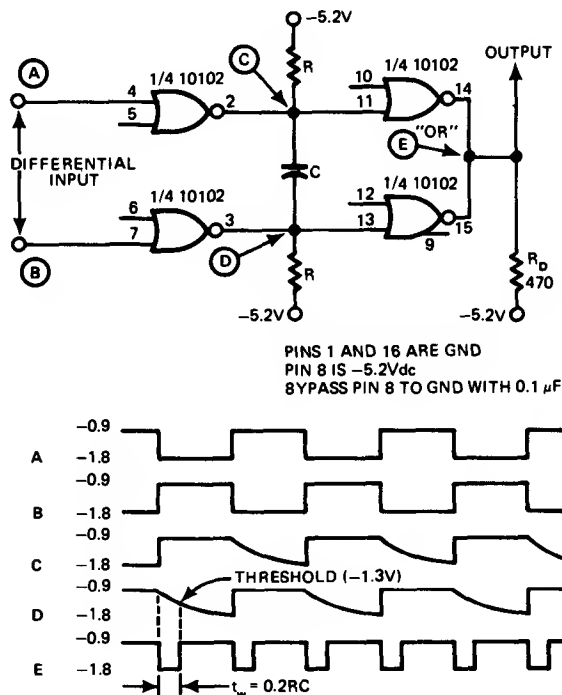 −5.2V
OUTPUT
A
1/4 10102
C
R
10
1/4 10102
14
4
2
11
5
"OR"
E
DIFFERENTIAL
INPUT
C
1/4 10102
1/4 10102
12
6
3
13
15
7
9
B
D
R
RD
470
−5.2V
−5.2V
PINS 1 AND 16 ARE GND
PIN 8 IS −5.2Vdc
8YPASS PIN 8 TO GND WITH 0.1 μF
−0.9
A
−1.8
−0.9
B
−1.8
C
−0.9
−1.8
−0.9
THRESHOLD (−1.3V)
D
−1.8
−0.9
E
−1.8
tw = 0.2RC